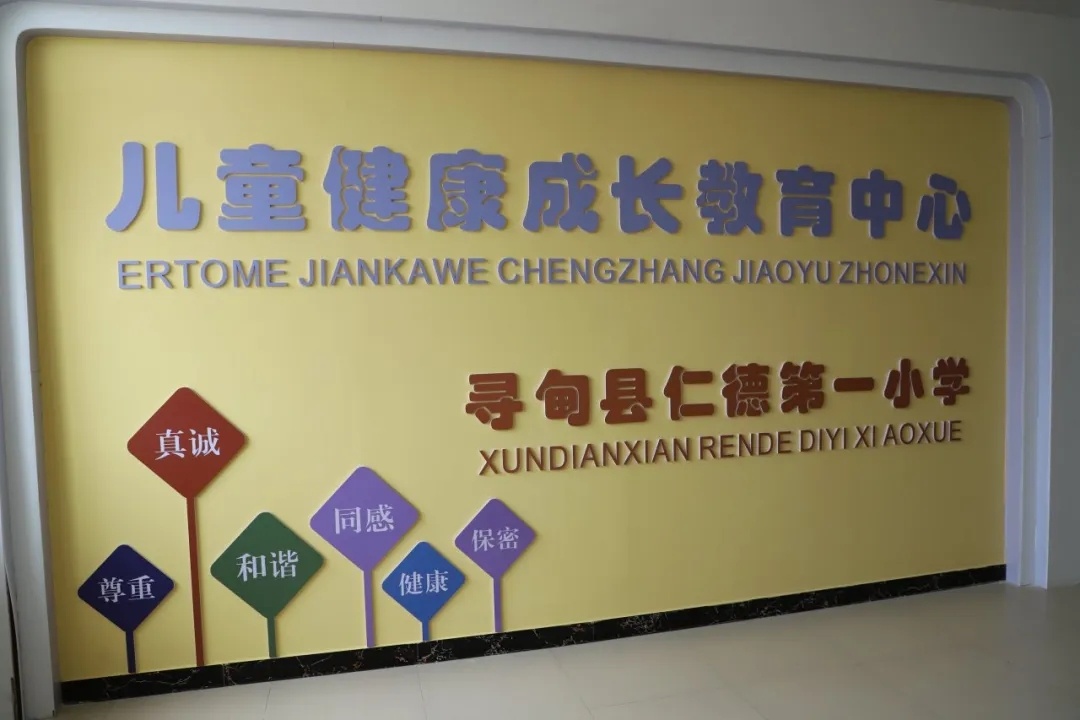 儿童健康成长教育中心
ERTOME JIANKAWE CHENGZHANG JIAOYU ZHONEXIN
寻甸县仁德第一小学
XUNDIANXIAN RENDE DIYI XI AOXUE
真诚
同感
保密
和谐
健康
尊重